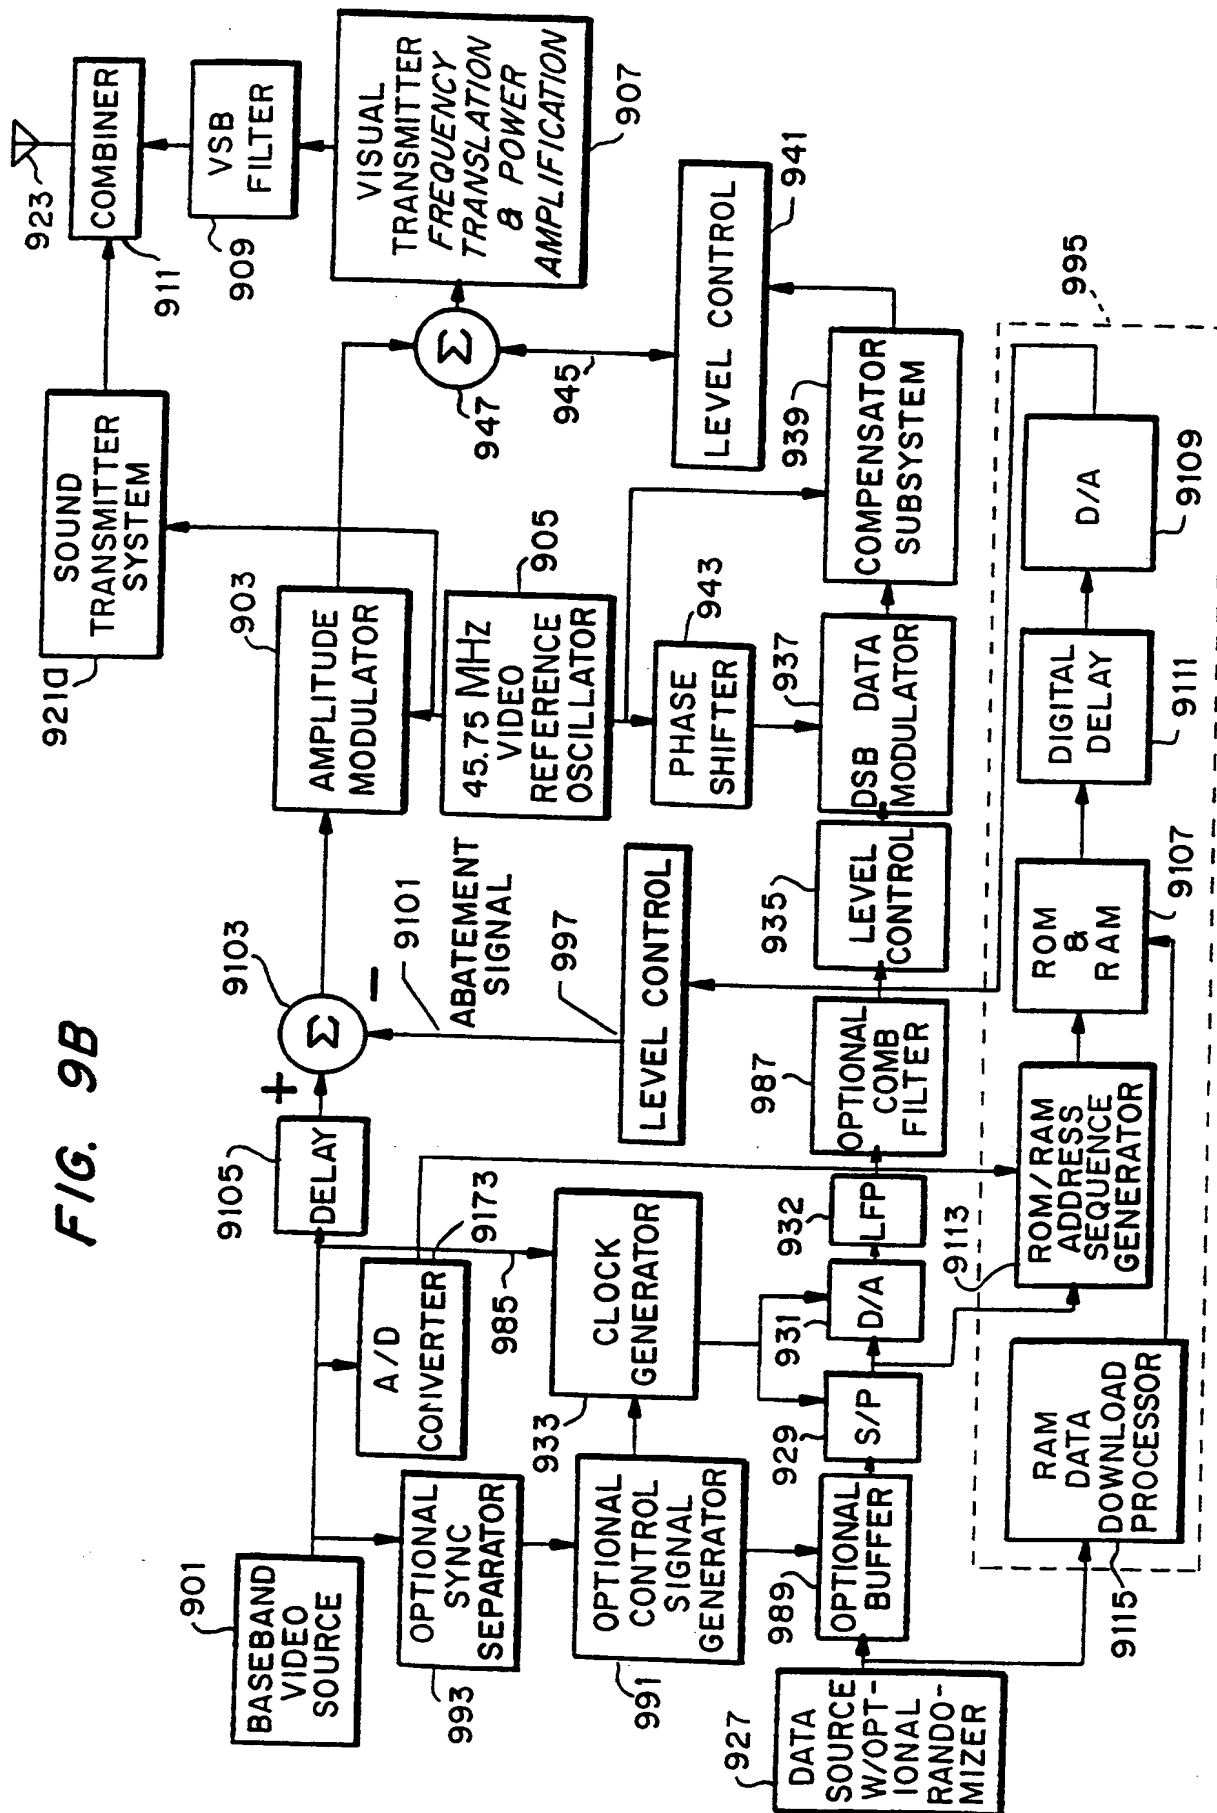 FIG. 9B
901
BASEBAND
VIDEO
SOURCE
9105
DELAY
+
9103
Σ
−
9101
ABATEMENT
SIGNAL
997
LEVEL CONTROL
903
AMPLITUDE
MODULATOR
921a
SOUND
TRANSMITTER
SYSTEM
923
COMBINER
911
VSB
FILTER
909
VISUAL
TRANSMITTER
FREQUENCY
TRANSLATION
& POWER
AMPLIFICATION
907
Σ
947
945
LEVEL CONTROL
941
905
45.75 MHZ
VIDEO
REFERENCE
OSCILLATOR
943
PHASE
SHIFTER
A/D
CONVERTER
9173
985
OPTIONAL
SYNC
SEPARATOR
993
933
CLOCK
GENERATOR
OPTIONAL
CONTROL
SIGNAL
GENERATOR
991
927
DATA
SOURCE
W/OPT-
IONAL
RANDO-
MIZER
989
OPTIONAL
BUFFER
929
S/P
931
D/A
932
LFP
987
OPTIONAL
COMB
FILTER
935
LEVEL
CONTROL
937
DSB DATA
MODULATOR
939
COMPENSATOR
SUBSYSTEM
995
9115
RAM
DATA
DOWNLOAD
PROCESSOR
9113
ROM/RAM
ADDRESS
SEQUENCE
GENERATOR
ROM
&
RAM
9107
DIGITAL
DELAY
9111
D/A
9109